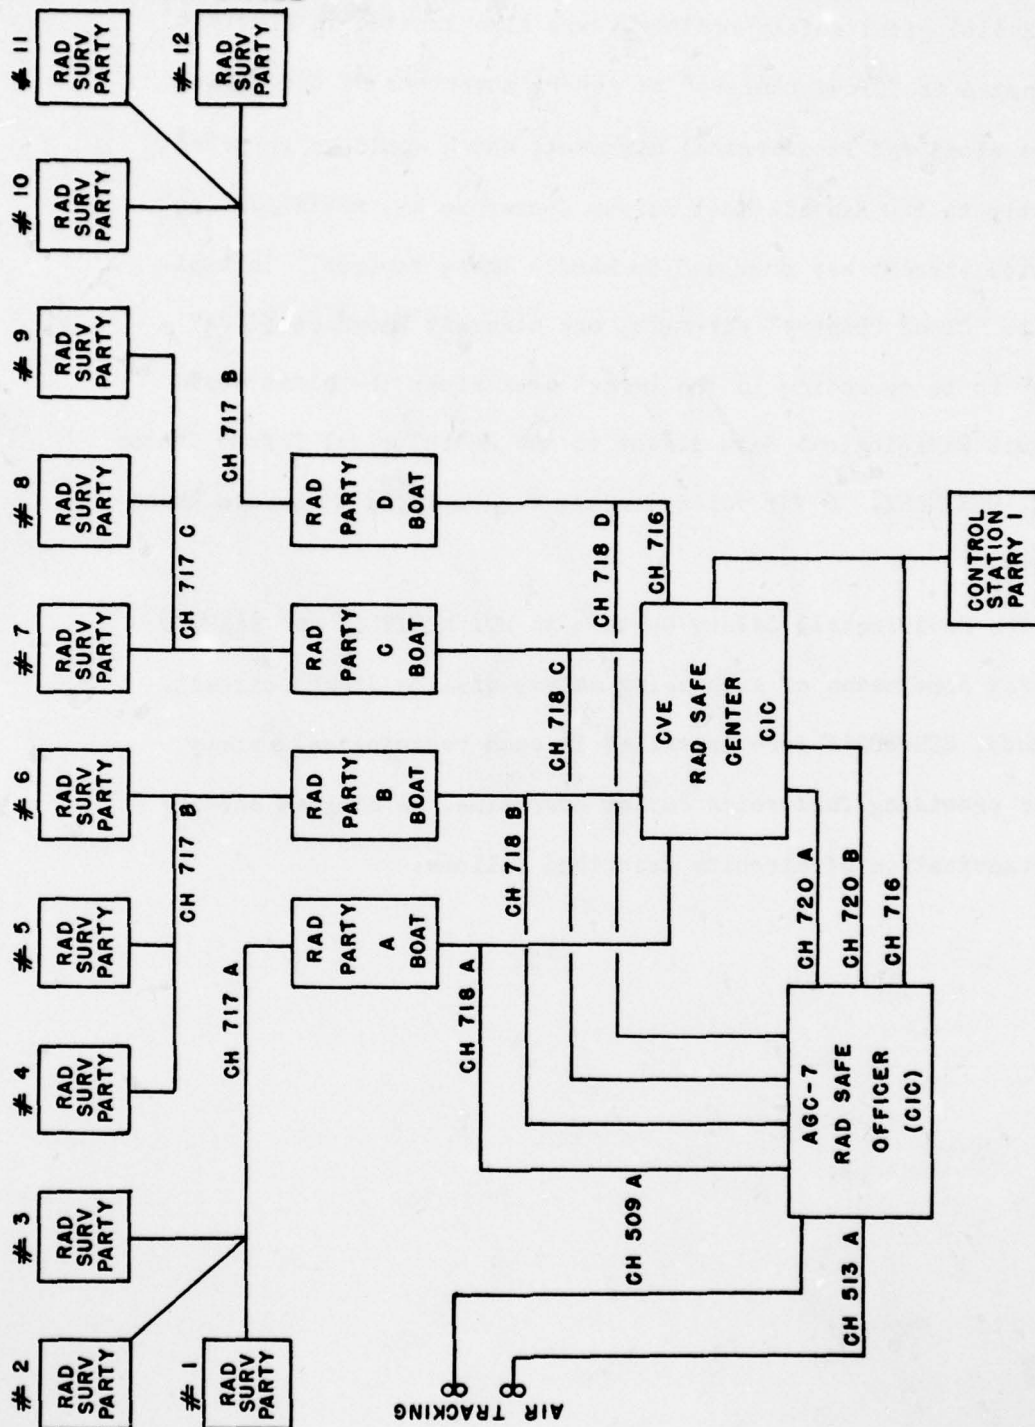 # 1
RAD
SURV
PARTY
# 2
RAD
SURV
PARTY
# 3
RAD
SURV
PARTY
# 4
RAD
SURV
PARTY
# 5
RAD
SURV
PARTY
# 6
RAD
SURV
PARTY
# 7
RAD
SURV
PARTY
# 8
RAD
SURV
PARTY
# 9
RAD
SURV
PARTY
# 10
RAD
SURV
PARTY
# 11
RAD
SURV
PARTY
# 12
RAD
SURV
PARTY
CH 717 A
CH 717 B
CH 717 C
CH 717 B
RAD
PARTY
A
BOAT
RAD
PARTY
B
BOAT
RAD
PARTY
C
BOAT
RAD
PARTY
D
BOAT
CH 718 A
CH 718 B
CH 718 C
CH 718 D
CH 716
CH 509 A
CH 513 A
AIR TRACKING
CVE
RAD SAFE
CENTER
CIC
AGC-7
RAD SAFE
OFFICER
(CIC)
CH 720 A
CH 720 B
CH 716
CONTROL
STATION
PARRY I